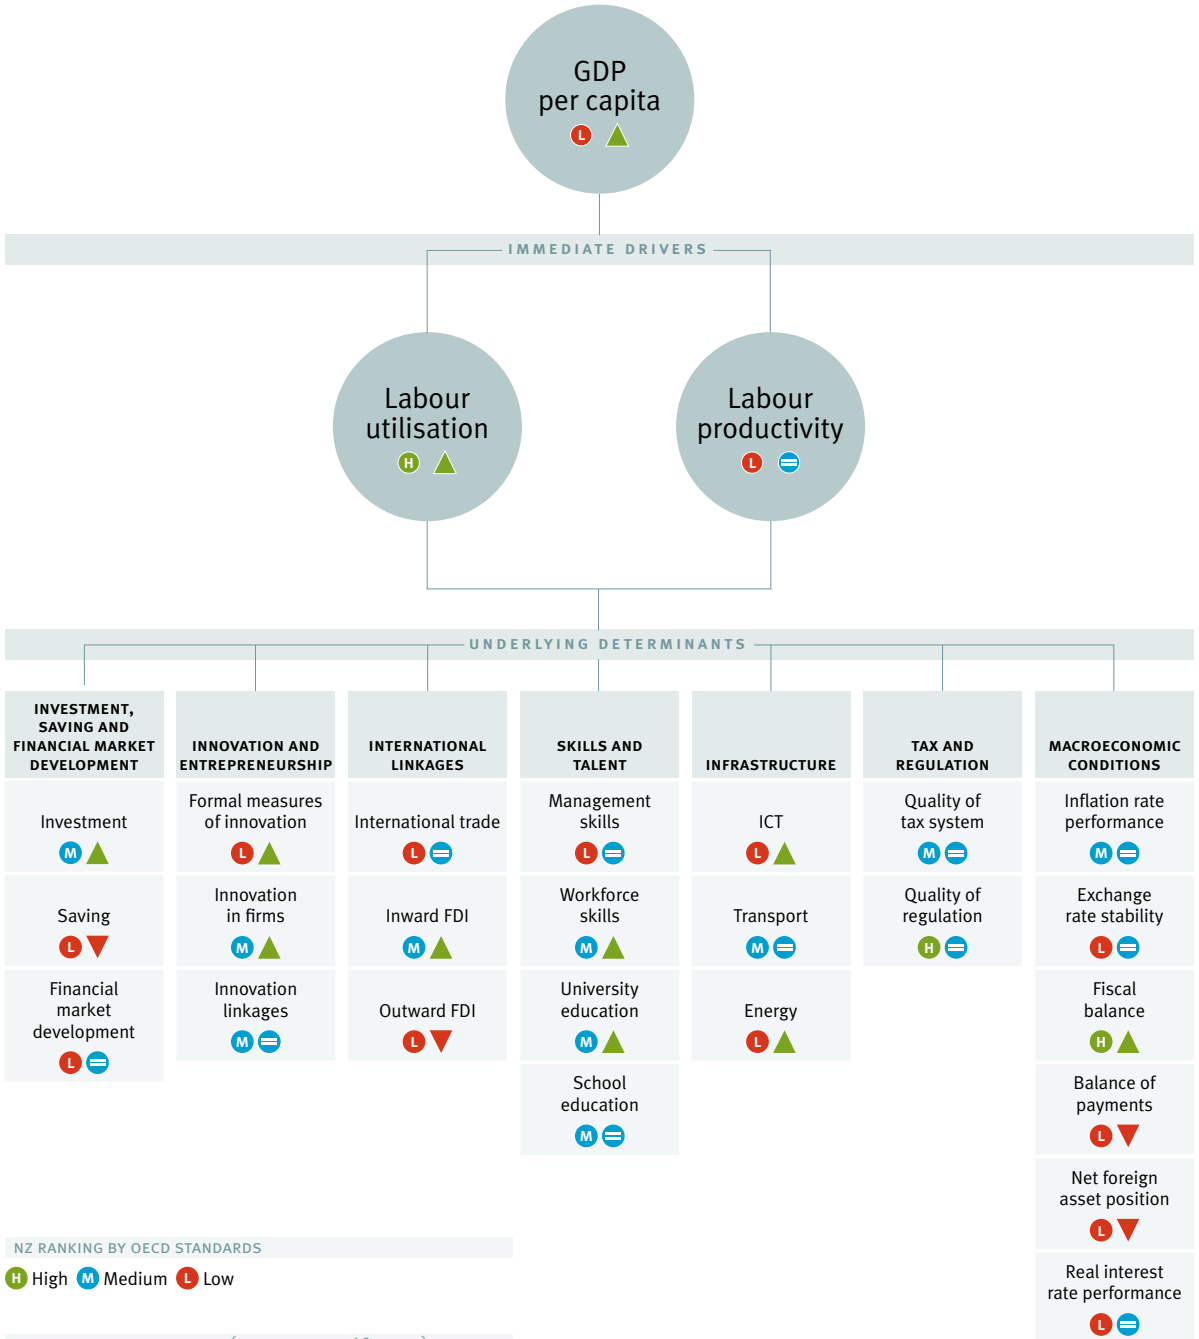 GDP
per capita
L
IMMEDIATE DRIVERS
Labour
utilisation
H
Labour
productivity
L
UNDERLYING DETERMINANTS
INVESTMENT,
SAVING AND
FINANCIAL MARKET
DEVELOPMENT
Investment
M
Saving
L
Financial
market
development
L
INNOVATION AND
ENTREPRENEURSHIP
Formal measures
of innovation
L
Innovation
in firms
M
Innovation
linkages
M
INTERNATIONAL
LINKAGES
International trade
L
Inward FDI
M
Outward FDI
L
SKILLS AND
TALENT
Management
skills
L
Workforce
skills
M
University
education
M
School
education
M
INFRASTRUCTURE
ICT
L
Transport
M
Energy
L
TAX AND
REGULATION
Quality of
tax system
M
Quality of
regulation
H
MACROECONOMIC
CONDITIONS
Inflation rate
performance
M
Exchange
rate stability
L
Fiscal
balance
H
Balance of
payments
L
Net foreign
asset position
L
Real interest
rate performance
L
NZ RANKING BY OECD STANDARDS
H High M Medium L Low